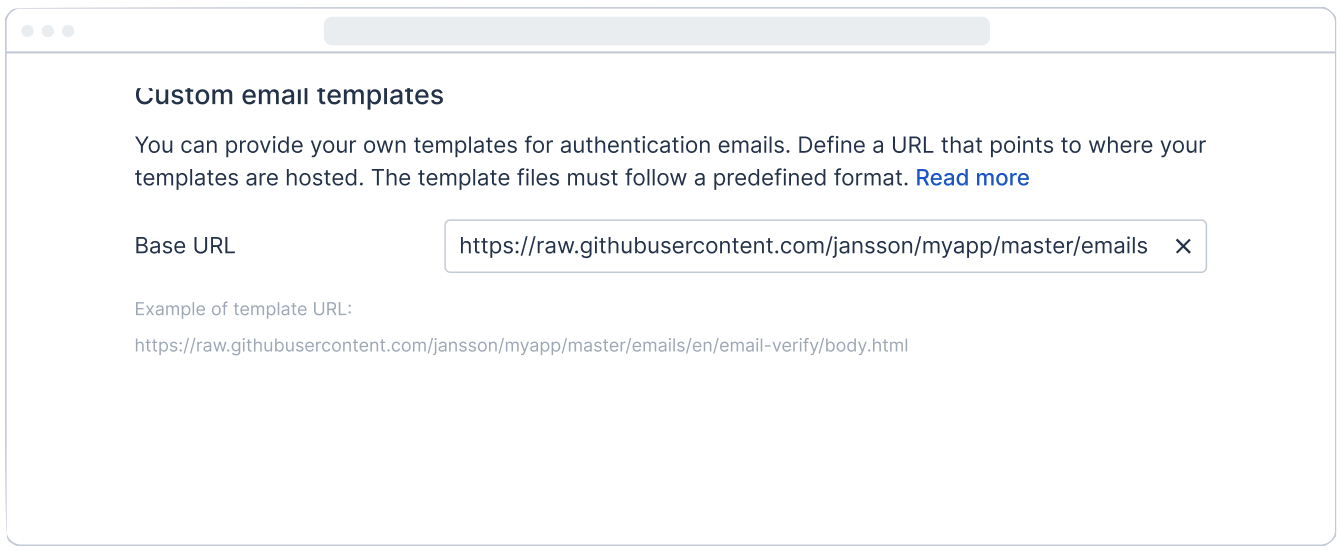 Custom email templates
You can provide your own templates for authentication emails. Define a URL that points to where your
templates are hosted. The template files must follow a predefined format. Read more
Base URL
https://raw.githubusercontent.com/jansson/myapp/master/emails
Example of template URL:
https://raw.githubusercontent.com/jansson/myapp/master/emails/en/email-verify/body.html